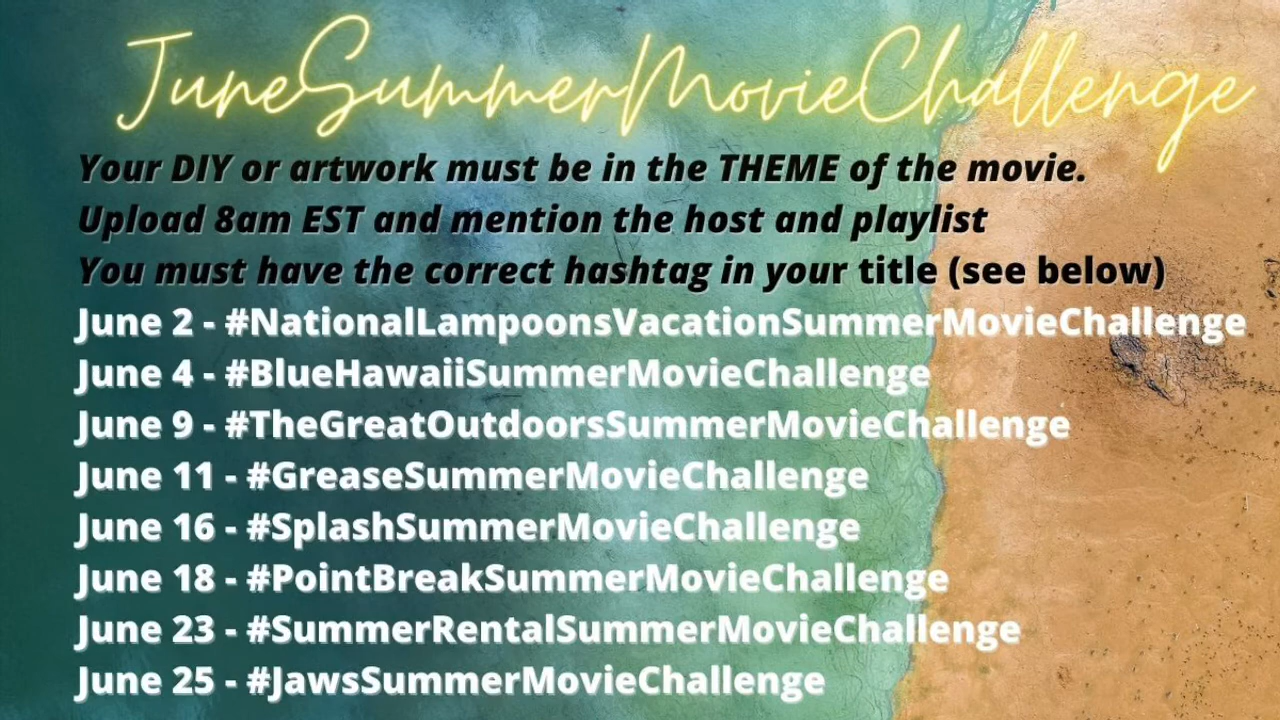 JuneSummerMovieChallenge
Your DIY or artwork must be in the THEME of the movie.
Upload 8am EST and mention the host and playlist
You must have the correct hashtag in your title (see below)
June 2 - #NationalLampoonsVacationSummerMovieChallenge
June 4 - #BlueHawaiiSummerMovieChallenge
June 9 - #TheGreatOutdoorsSummerMovieChallenge
June 11 - #GreaseSummerMovieChallenge
June 16 - #SplashSummerMovieChallenge
June 18 - #PointBreakSummerMovieChallenge
June 23 - #SummerRentalSummerMovieChallenge
June 25 - #JawsSummerMovieChallenge